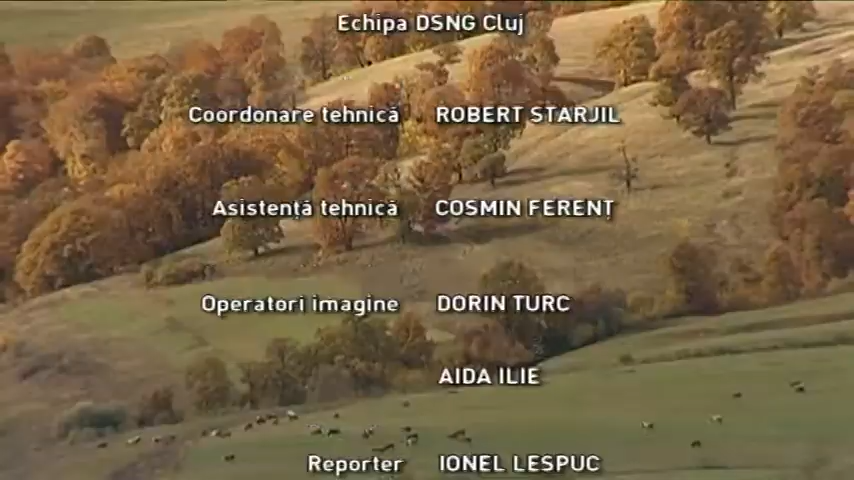 Echipa DSNG Cluj
Coordonare tehnică ROBERT STARJIL
Asistență tehnică COSMIN FERENȚ
Operatori imagine DORIN TURC
AIDA ILIE
Reporter IONEL LESPUC